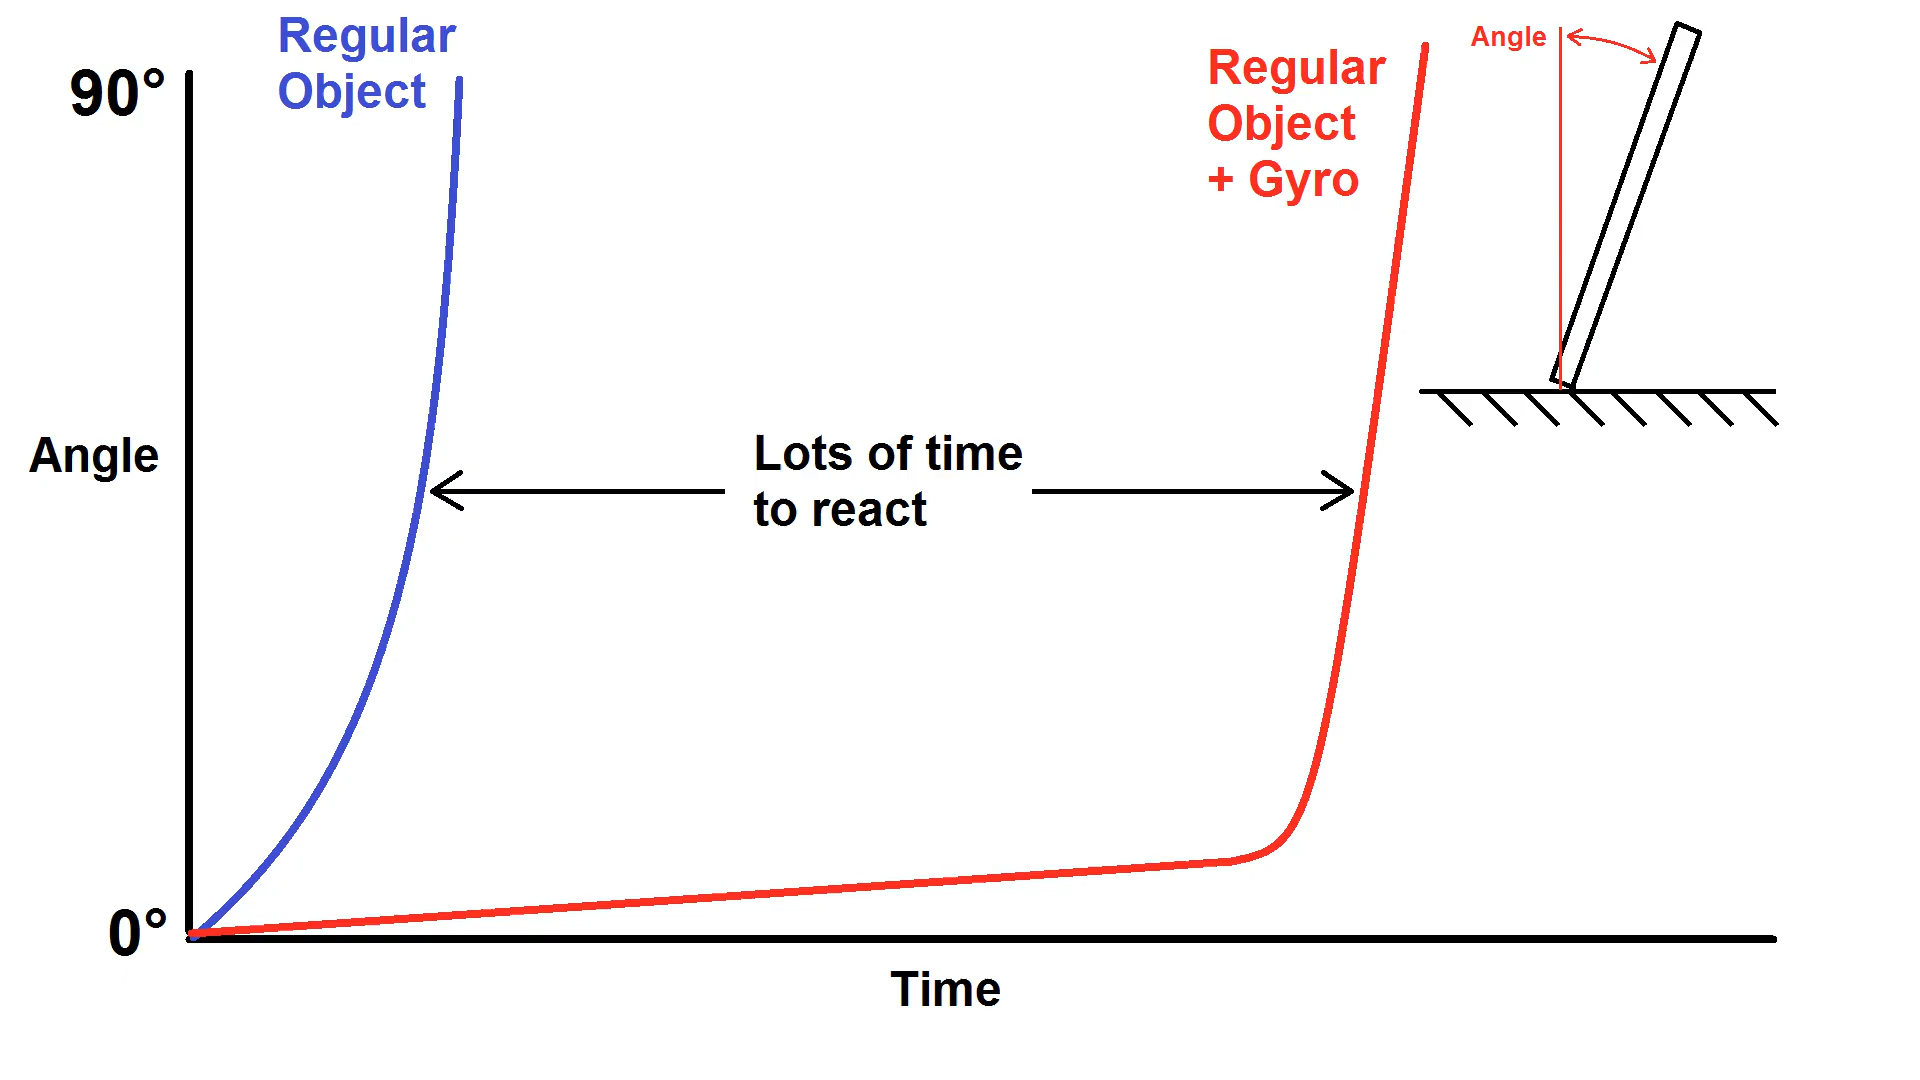 Regular
Object
90°
Regular
Object
+ Gyro
Angle
Angle
Lots of time
to react
0°
Time